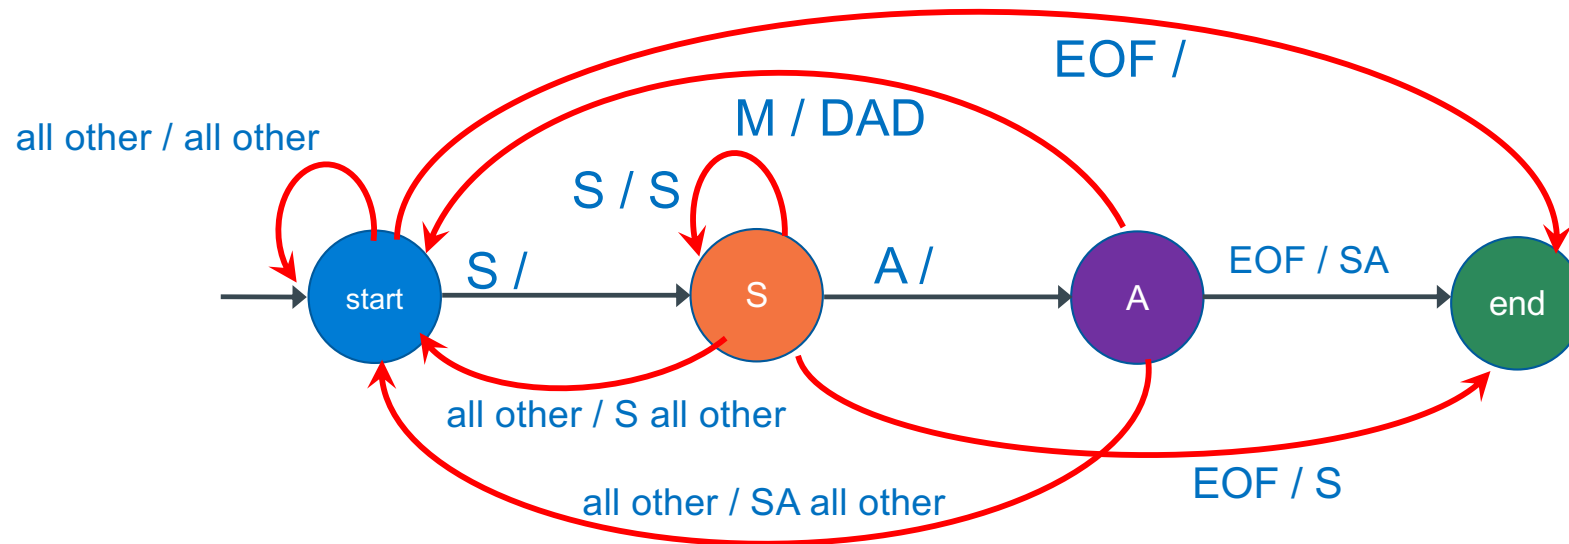 EOF /
M / DAD
all other / all other
S / S
S /
A /
EOF / SA
start
S
A
end
all other / S all other
EOF / S
all other / SA all other